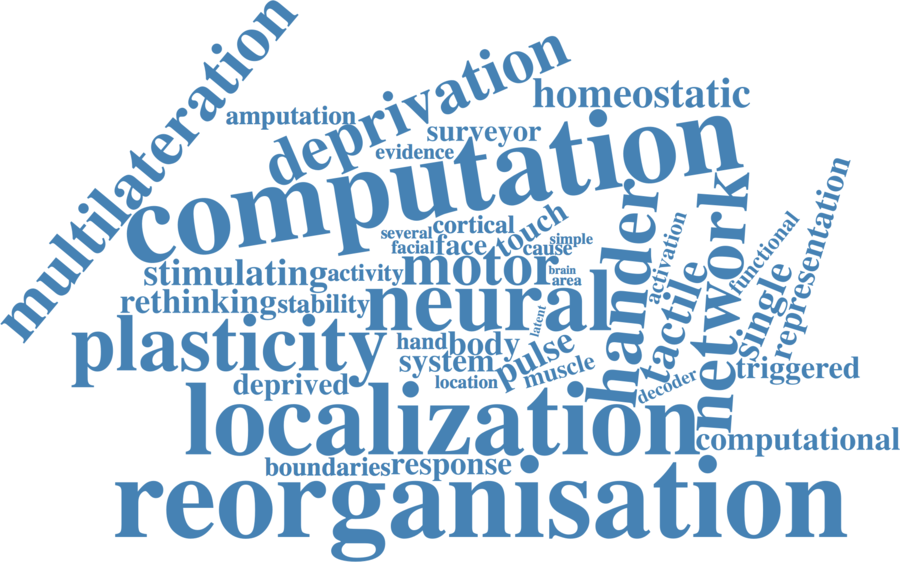 multilateration
deprivation
homeostatic
amputation
surveyor
evidence
computation
several
cortical
touch
facial
face
cause
simple
stimulating
activity
motor
brain
area
rethinking
stability
neural
latent
hander
activation
tactile
network
functional
single
representation
plasticity
hand
body
system
pulse
muscle
location
decoder
triggered
deprived
localization
computational
boundaries
response
reorganisation